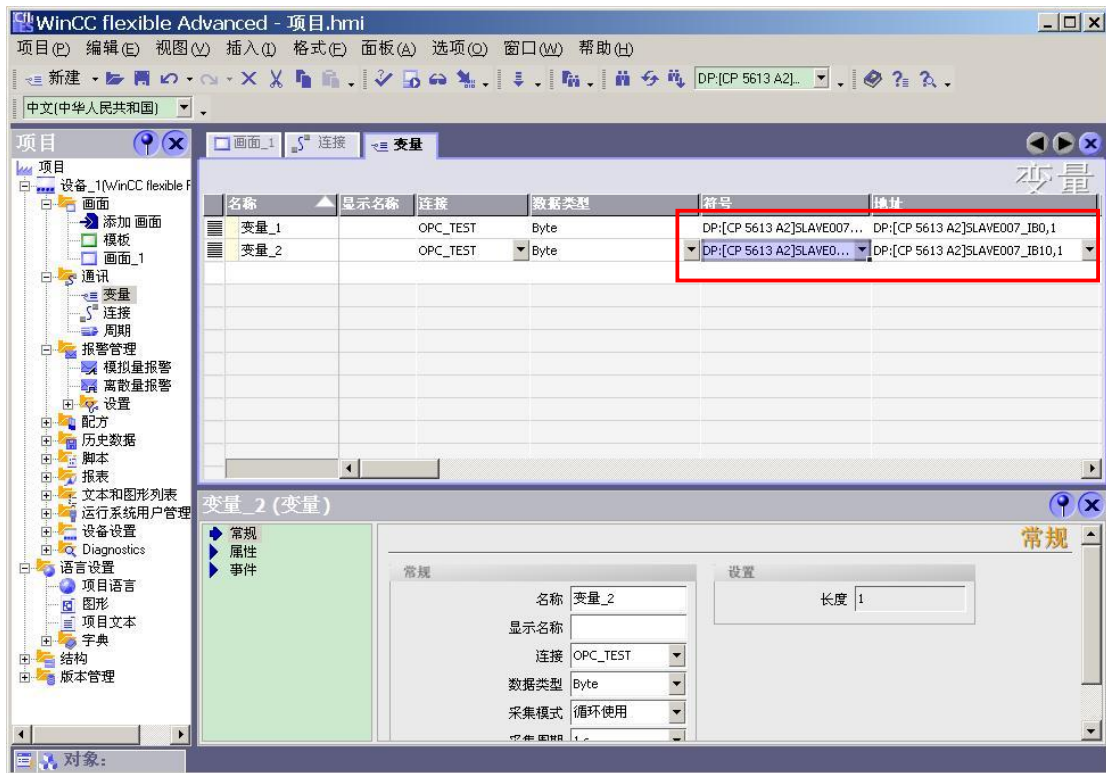 WinCC flexible Advanced - 项目.hmi
项目(P) 编辑(E) 视图(V) 插入(I) 格式(F) 面板(A) 选项(O) 窗口(W) 帮助(H)
新建 DP:[CP 5613 A2]...
中文(中华人民共和国)
项目
画面_1 连接 变量
变量
名称 显示名称 连接 数据类型 符号 地址
变量_1 OPC_TEST Byte DP:[CP 5613 A2]SLAVE007... DP:[CP 5613 A2]SLAVE007_IB0,1
变量_2 OPC_TEST Byte DP:[CP 5613 A2]SLAVE0... DP:[CP 5613 A2]SLAVE007_IB10,1
项目
设备_1(WinCC flexible R
画面
添加 画面
模板
画面_1
通讯
变量
连接
周期
报警管理
模拟量报警
离散量报警
设置
配方
历史数据
脚本
报表
文本和图形列表
运行系统用户管理
设备设置
Diagnostics
语言设置
项目语言
图形
项目文本
字典
结构
版本管理
变量_2 (变量)
常规
属性
事件
常规
常规 设置
名称 变量_2 长度 1
显示名称
连接 OPC_TEST
数据类型 Byte
采集模式 循环使用
采集周期 1 s
对象: